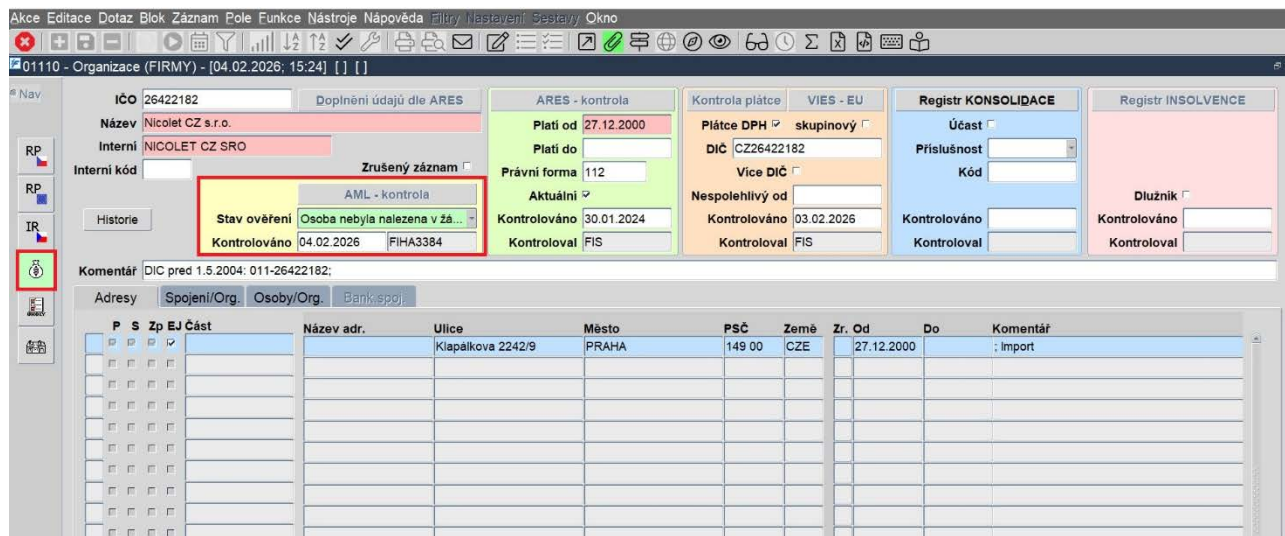 Akce Editace Dotaz Blok Záznam Pole Funkce Nástroje Nápověda Filtry Nastavení Sestavy Okno
01110 - Organizace (FIRMY) - [04.02.2026; 15:24] [ ] [ ]
Nav
IČO 26422182 Doplnění údajů dle ARES ARES - kontrola Kontrola plátce VIES - EU Registr KONSOLIDACE Registr INSOLVENCE
Název Nicolet CZ s.r.o. Platí od 27.12.2000 Plátce DPH skupinový Účast
RP Interní NICOLET CZ SRO Platí do DIČ CZ26422182 Příslušnost
Interní kód Zrušený záznam Právní forma 112 Více DIČ Kód
RP AML - kontrola Aktuální Nespolehlivý od Dlužník
IR Historie Stav ověření Osoba nebyla nalezena v žá... Kontrolováno 30.01.2024 Kontrolováno 03.02.2026 Kontrolováno Kontrolováno
Kontrolováno 04.02.2026 FIHA3384 Kontroloval FIS Kontroloval FIS Kontroloval Kontroloval
Komentář DIC pred 1.5.2004: 011-26422182;
Adresy Spojení/Org. Osoby/Org. Bank.spoj.
P S Zp EJ Část Název adr. Ulice Město PSČ Země Zr. Od Do Komentář
Klapálkova 2242/9 PRAHA 149 00 CZE 27.12.2000 ; Import